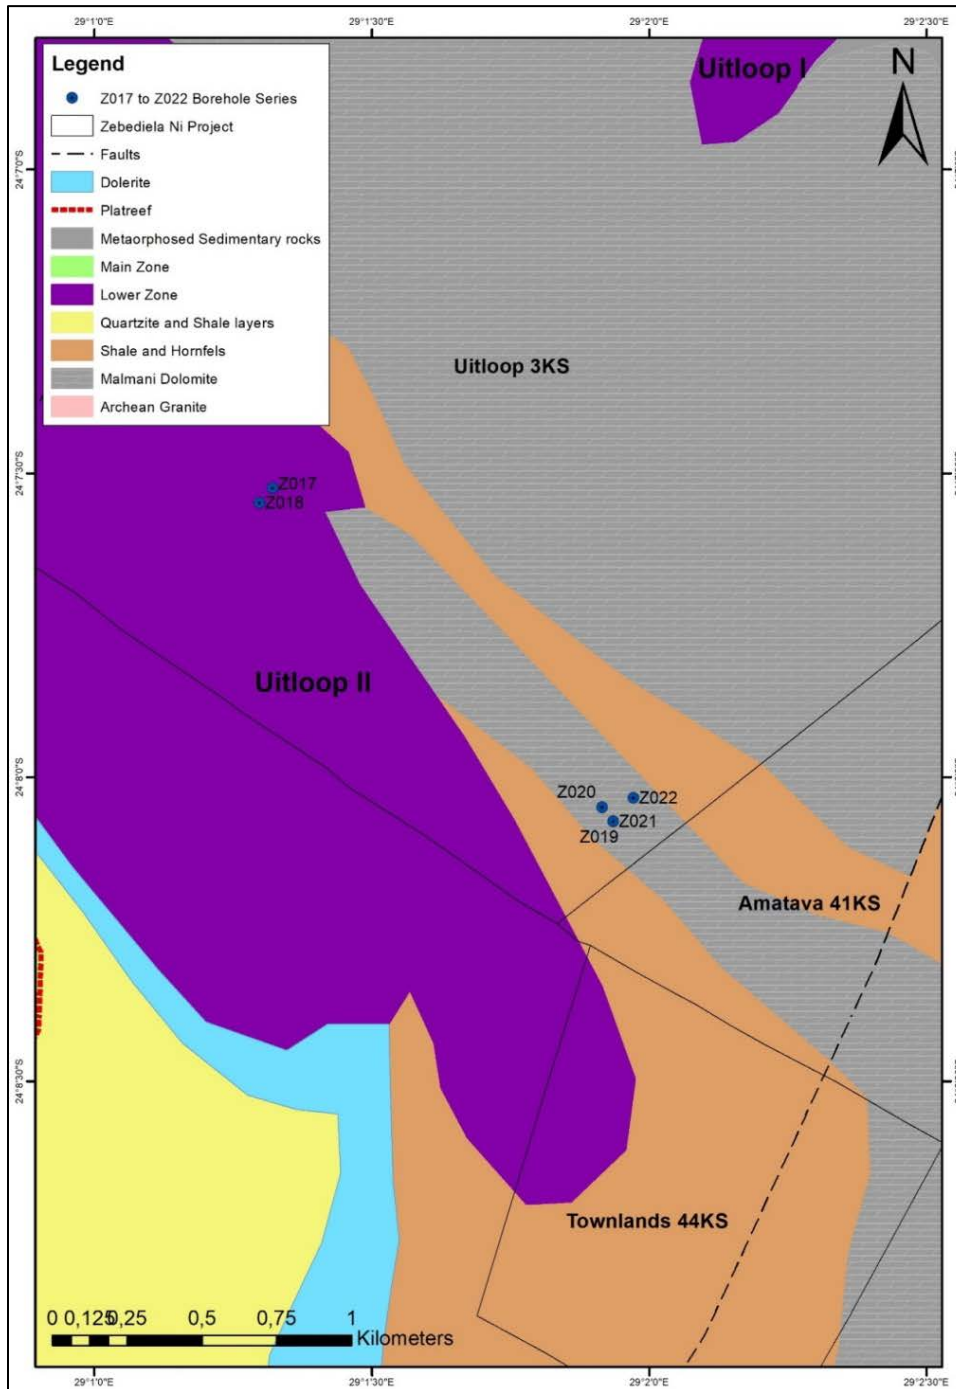 29°1'0"E 29°1'30"E 29°2'0"E 29°2'30"E
Legend
Z017 to Z022 Borehole Series
Zebediela Ni Project
Faults
Dolerite
Platreef
Metaorphosed Sedimentary rocks
Main Zone
Lower Zone
Quartzite and Shale layers
Shale and Hornfels
Malmani Dolomite
Archean Granite
Uitloop I
N
24°7'0"S
Uitloop 3KS
24°7'30"S
Z017
Z018
Uitloop II
24°8'0"S
Z020
Z022
Z021
Z019
Amatava 41KS
24°8'30"S
Townlands 44KS
0 0,125 0,25 0,5 0,75 1
Kilometers
29°1'0"E 29°1'30"E 29°2'0"E 29°2'30"E